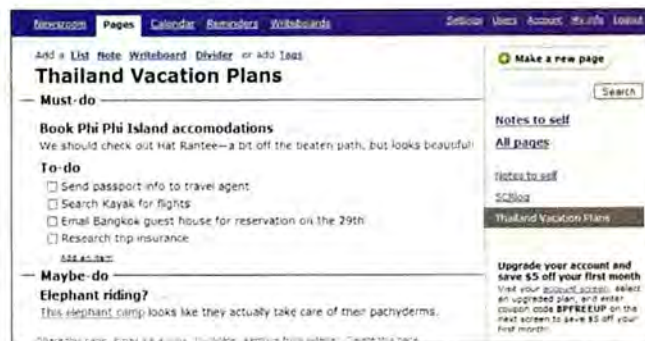 Newsroom Pages Calendar Reminders Writeboards Settings Users Account My info Logout
Add a List Note Writeboard Divider or add Tags
Thailand Vacation Plans
Must-do
Book Phi Phi Island accomodations
We should check out Hat Rantee—a bit off the beaten path, but looks beautiful!
To-do
Send passport info to travel agent
Search Kayak for flights
Email Bangkok guest house for reservation on the 29th
Research trip insurance
Add an item
Maybe-do
Elephant riding?
This elephant camp looks like they actually take care of their pachyderms.
Make a new page
Search
Notes to self
All pages
Notes to self
SCBlog
Thailand Vacation Plans
Upgrade your account and
save $5 off your first month
Visit your account screen, select
an upgraded plan, and enter
coupon code BPFREEUP on the
next screen to save $5 off your
first month!